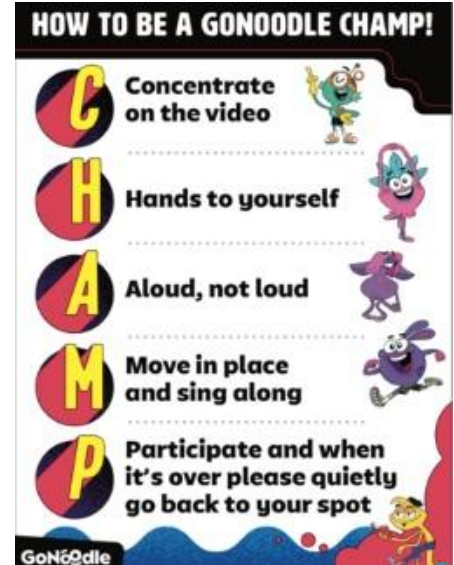 HOW TO BE A GONOODLE CHAMP!
C
Concentrate
on the video
H
Hands to yourself
A
Aloud, not loud
M
Move in place
and sing along
P
Participate and when
it's over please quietly
go back to your spot
GoNoodle